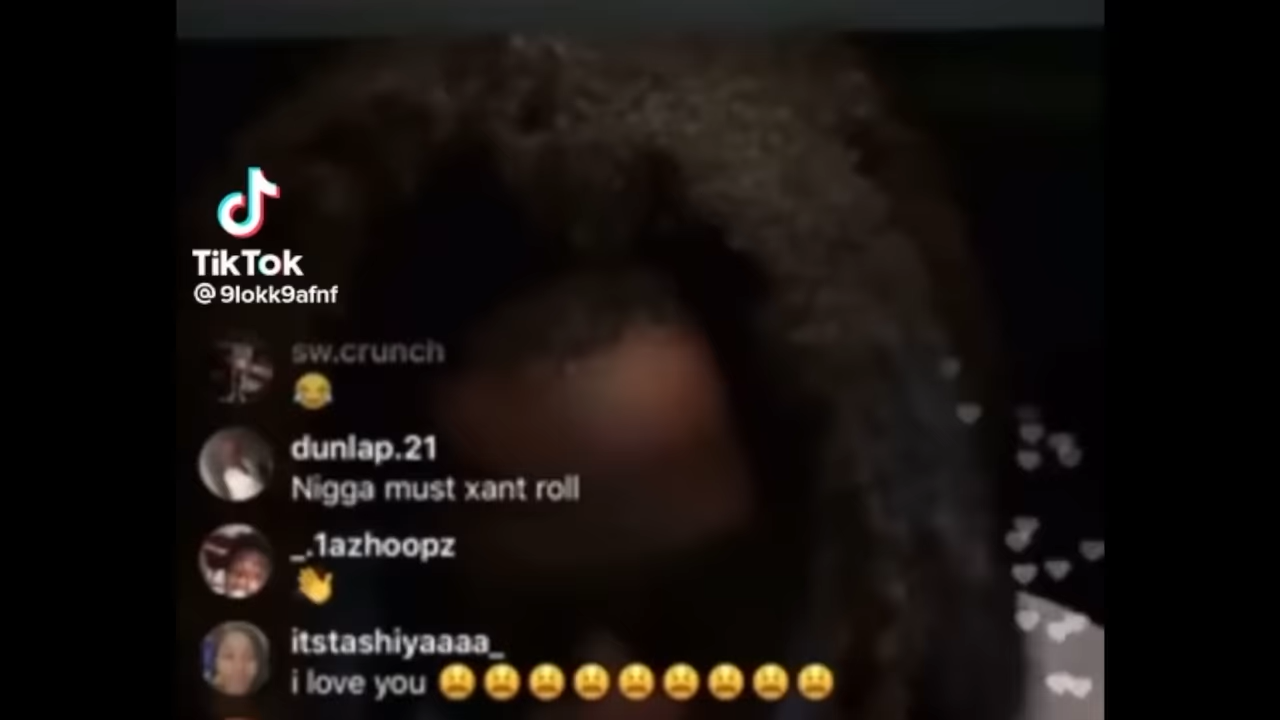 TikTok
@9lokk9afnf
sw.crunch
😂
dunlap.21
Nigga must xant roll
_.1azhoopz
👋
itstashiyaaaa_
i love you 😩😩😩😩😩😩😩😩😩